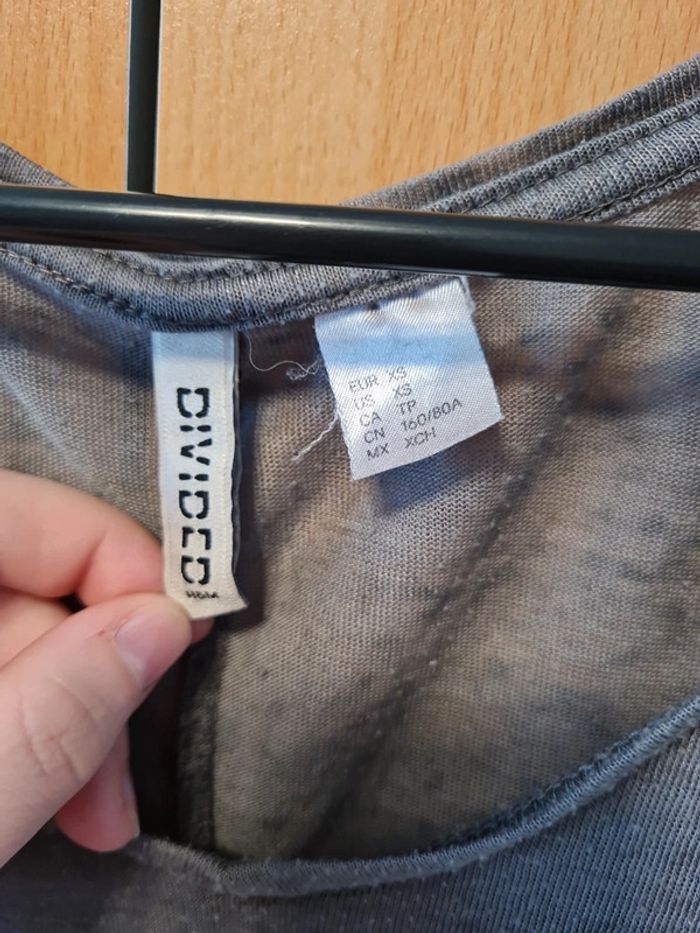 DIVIDED
H&M
EUR XS
US XS
CA TP
CN 160/80A
MX XCH